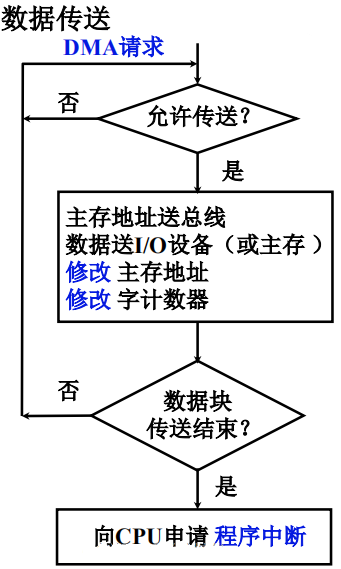 数据传送
DMA请求
否
允许传送？
是
主存地址送总线
数据送I/O设备（或主存 ）
修改 主存地址
修改 字计数器
否
数据块
传送结束？
是
向CPU申请 程序中断